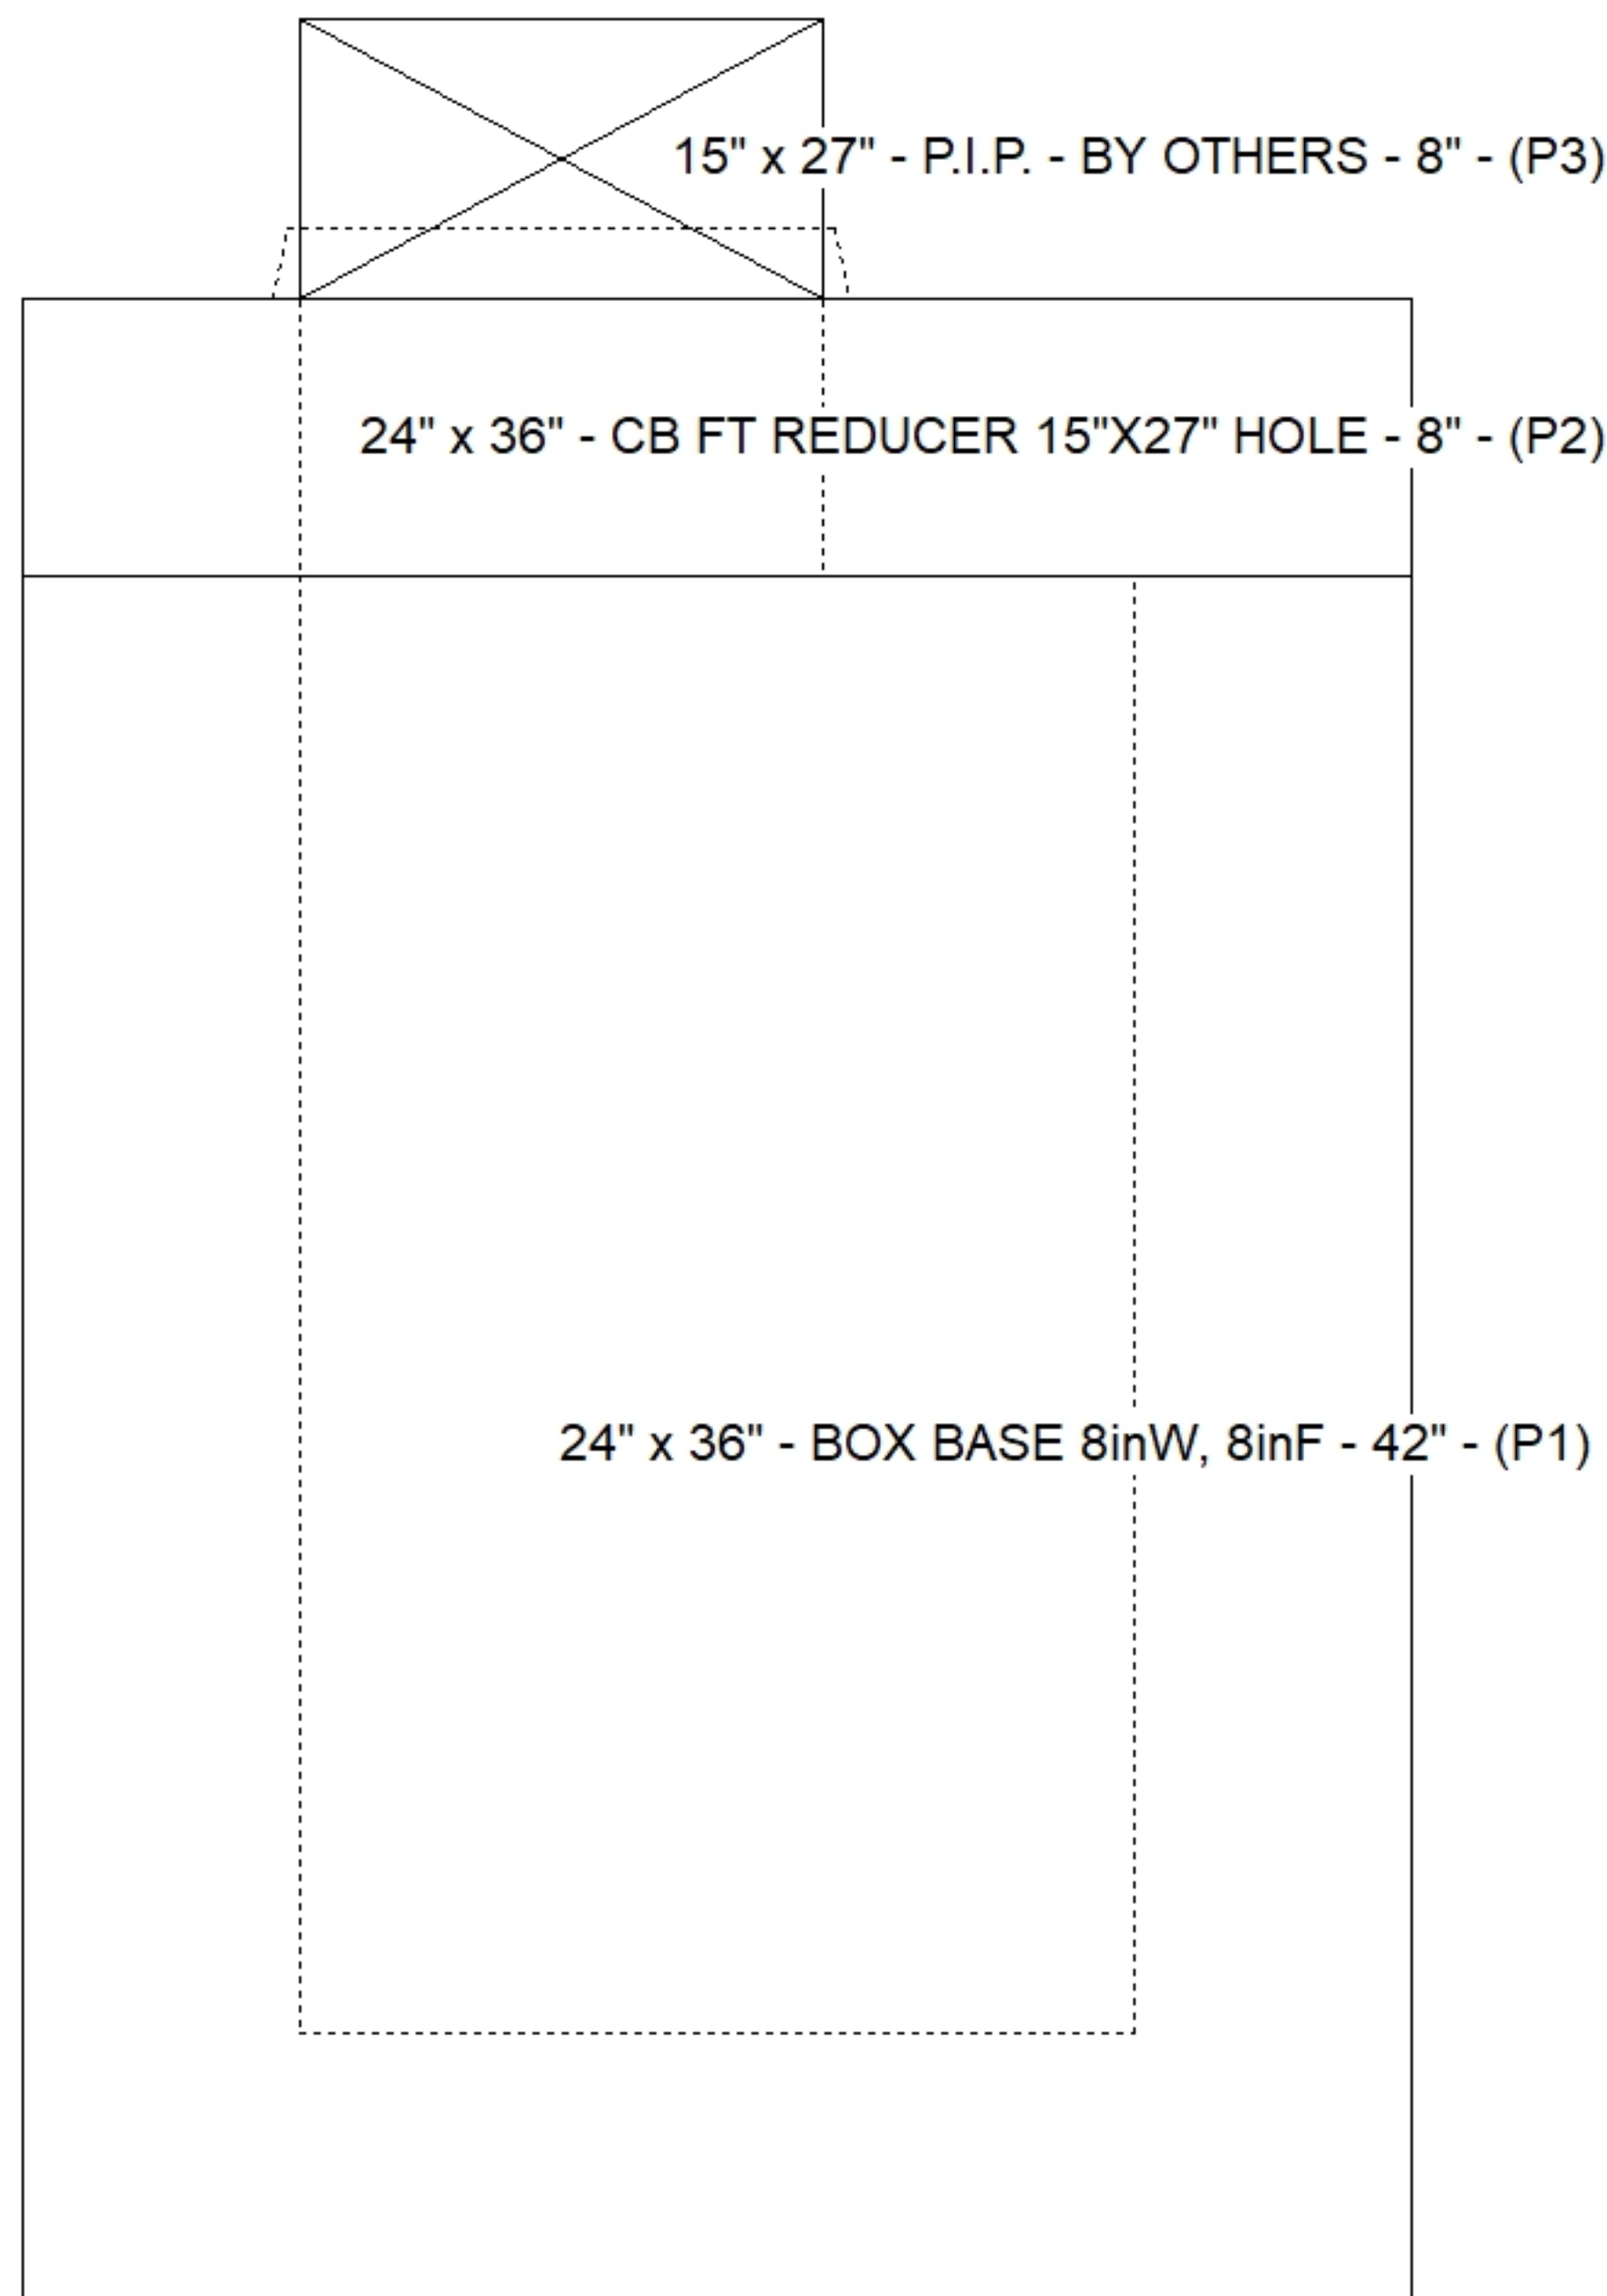 15" x 27" - P.I.P. - BY OTHERS - 8" - (P3)
24" x 36" - CB FT REDUCER 15"X27" HOLE - 8" - (P2)
24" x 36" - BOX BASE 8inW, 8inF - 42" - (P1)